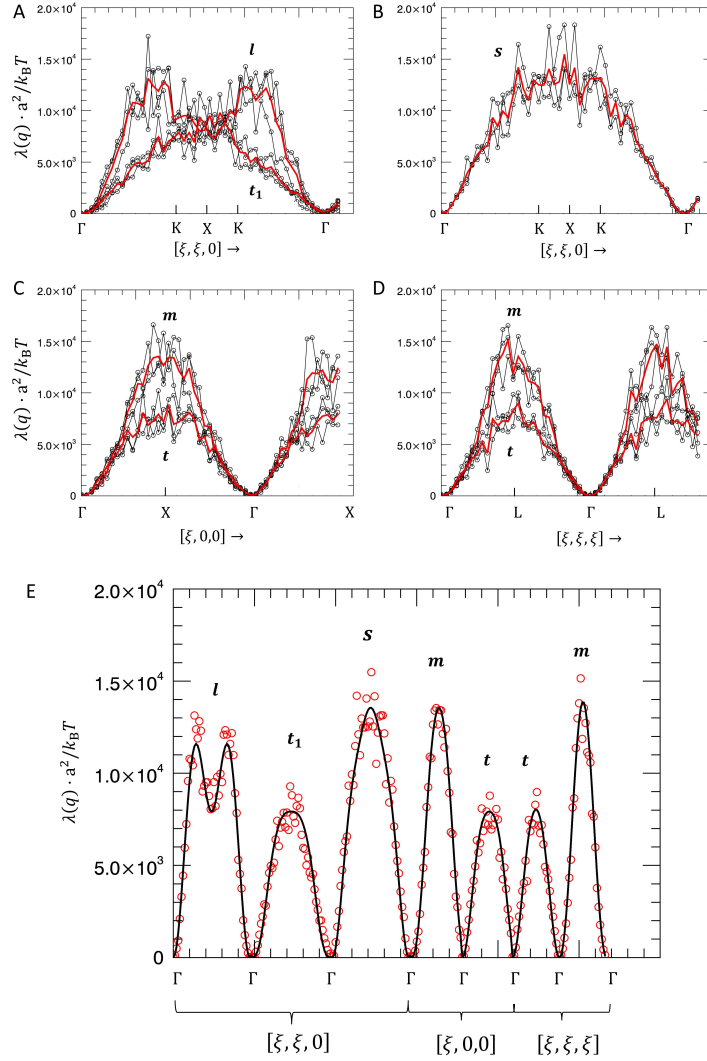 A
B
λ(q) · a²/k_BT
2.0×10⁴
1.5×10⁴
1.0×10⁴
5.0×10³
0
l
t₁
Γ K X K Γ
[ξ,ξ,0] →
2.0×10⁴
1.5×10⁴
1.0×10⁴
5.0×10³
0
s
Γ K X K Γ
[ξ,ξ,0] →
C
D
λ(q) · a²/k_BT
2.0×10⁴
1.5×10⁴
1.0×10⁴
5.0×10³
0
m
t
Γ X Γ X
[ξ,0,0] →
2.0×10⁴
1.5×10⁴
1.0×10⁴
5.0×10³
0
m
t
Γ L Γ L
[ξ,ξ,ξ] →
E
λ(q) · a²/k_BT
2.0×10⁴
1.5×10⁴
1.0×10⁴
5.0×10³
0
l
t₁
s
m
t
t
m
Γ Γ Γ Γ Γ Γ Γ Γ
[ξ,ξ,0] [ξ,0,0] [ξ,ξ,ξ]